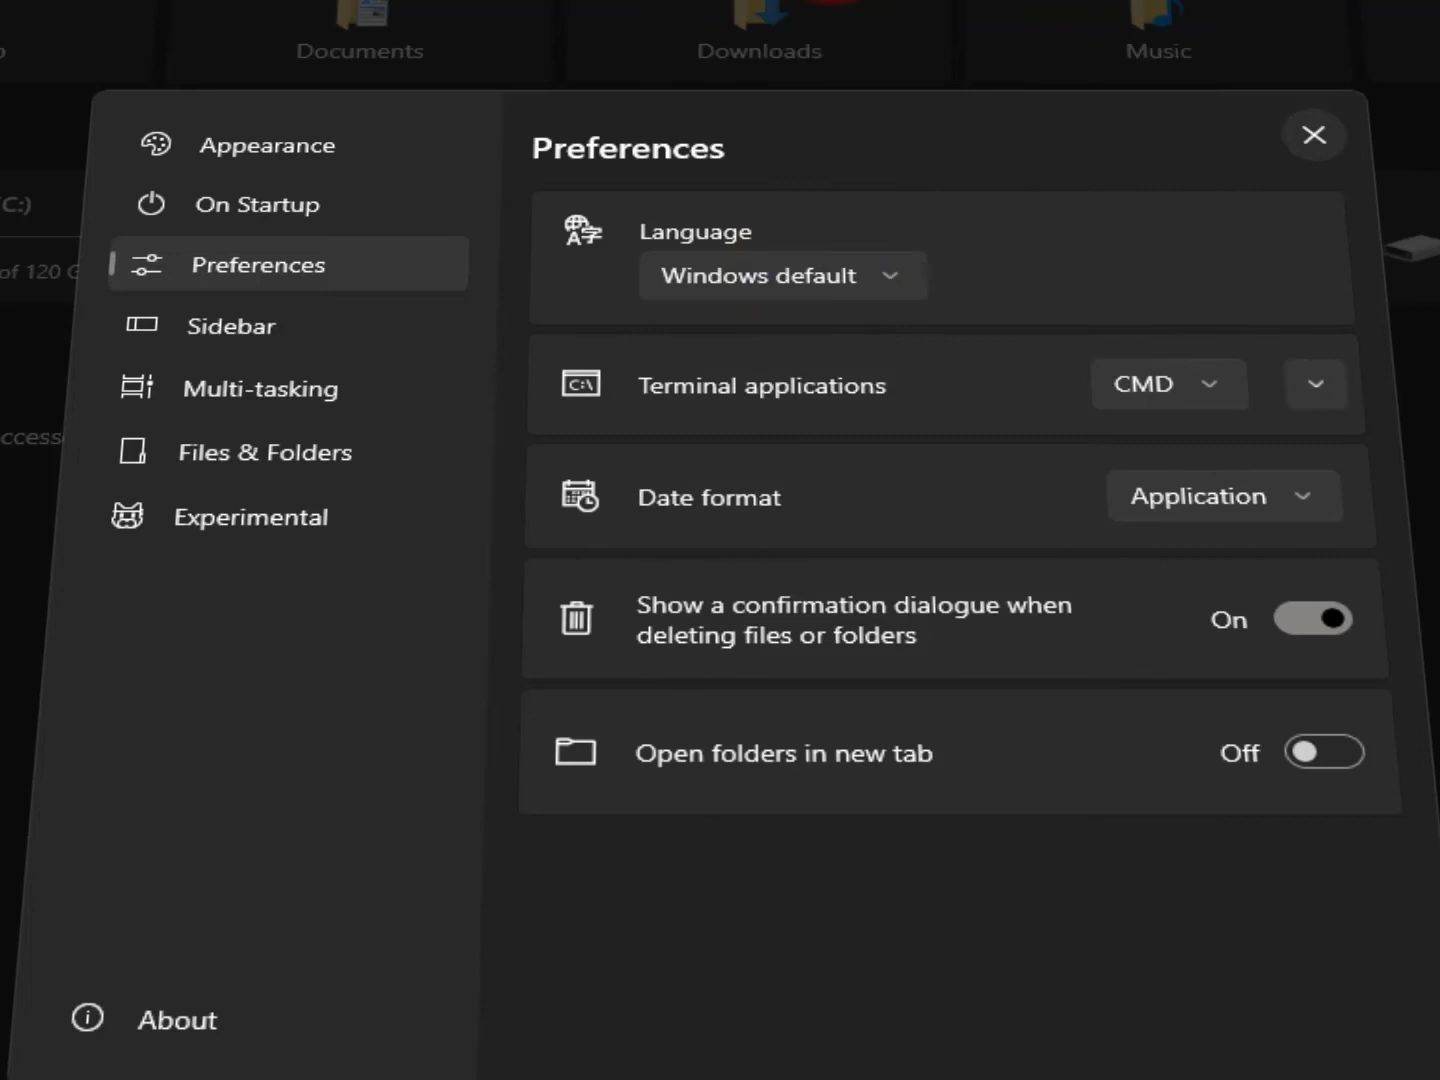 Documents
Downloads
Music
C:)
of 120 G
Appearance
On Startup
Preferences
Sidebar
Multi-tasking
Files & Folders
Experimental
About
Preferences
Language
Windows default
Terminal applications
CMD
Date format
Application
Show a confirmation dialogue when
deleting files or folders
On
Open folders in new tab
Off